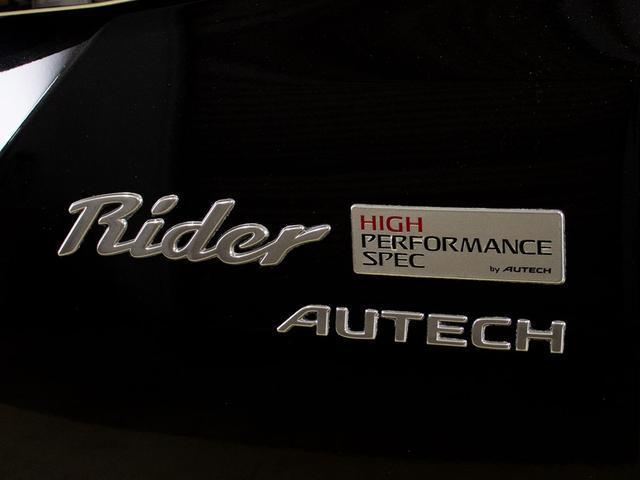 Rider
HIGH
PERFORMANCE
SPEC
by AUTECH
AUTECH